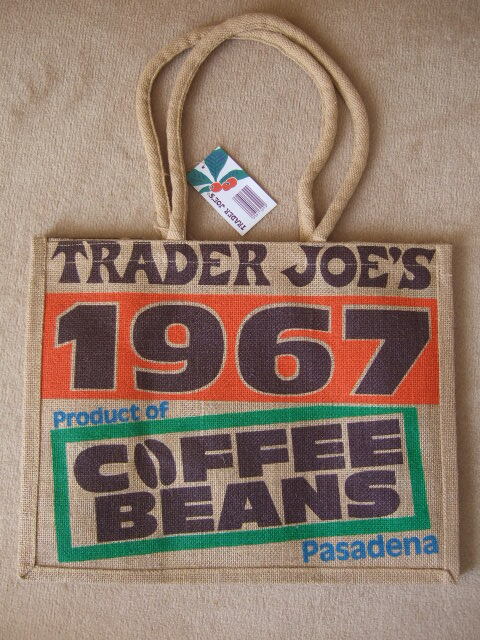 TRADER JOE'S
TRADER JOE'S
1967
Product of
COFFEE
BEANS
Pasadena